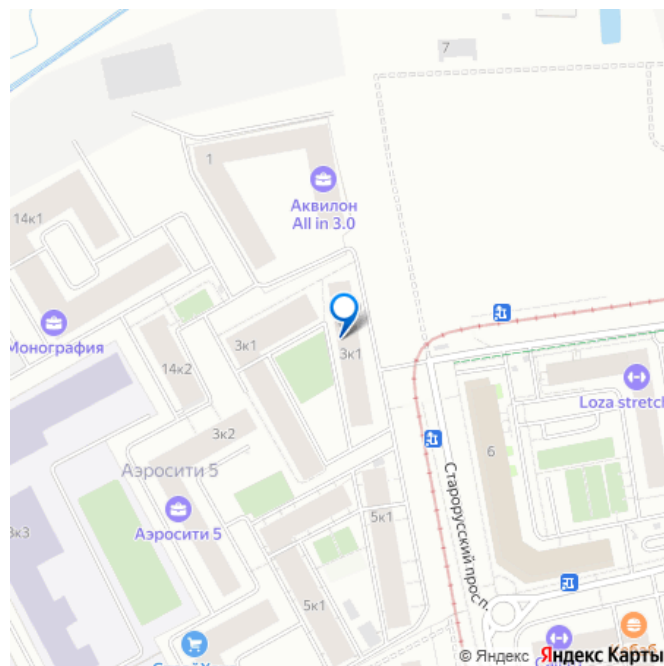 7
1
Аквилон
All in 3.0
14к1
Монография
3к1
3к1
14к2
Loza stretch
3к2
6
Аэросити 5
Аэросити 5
Старорусский просп.
5к1
5к1
© Яндекс Яндекс Карты